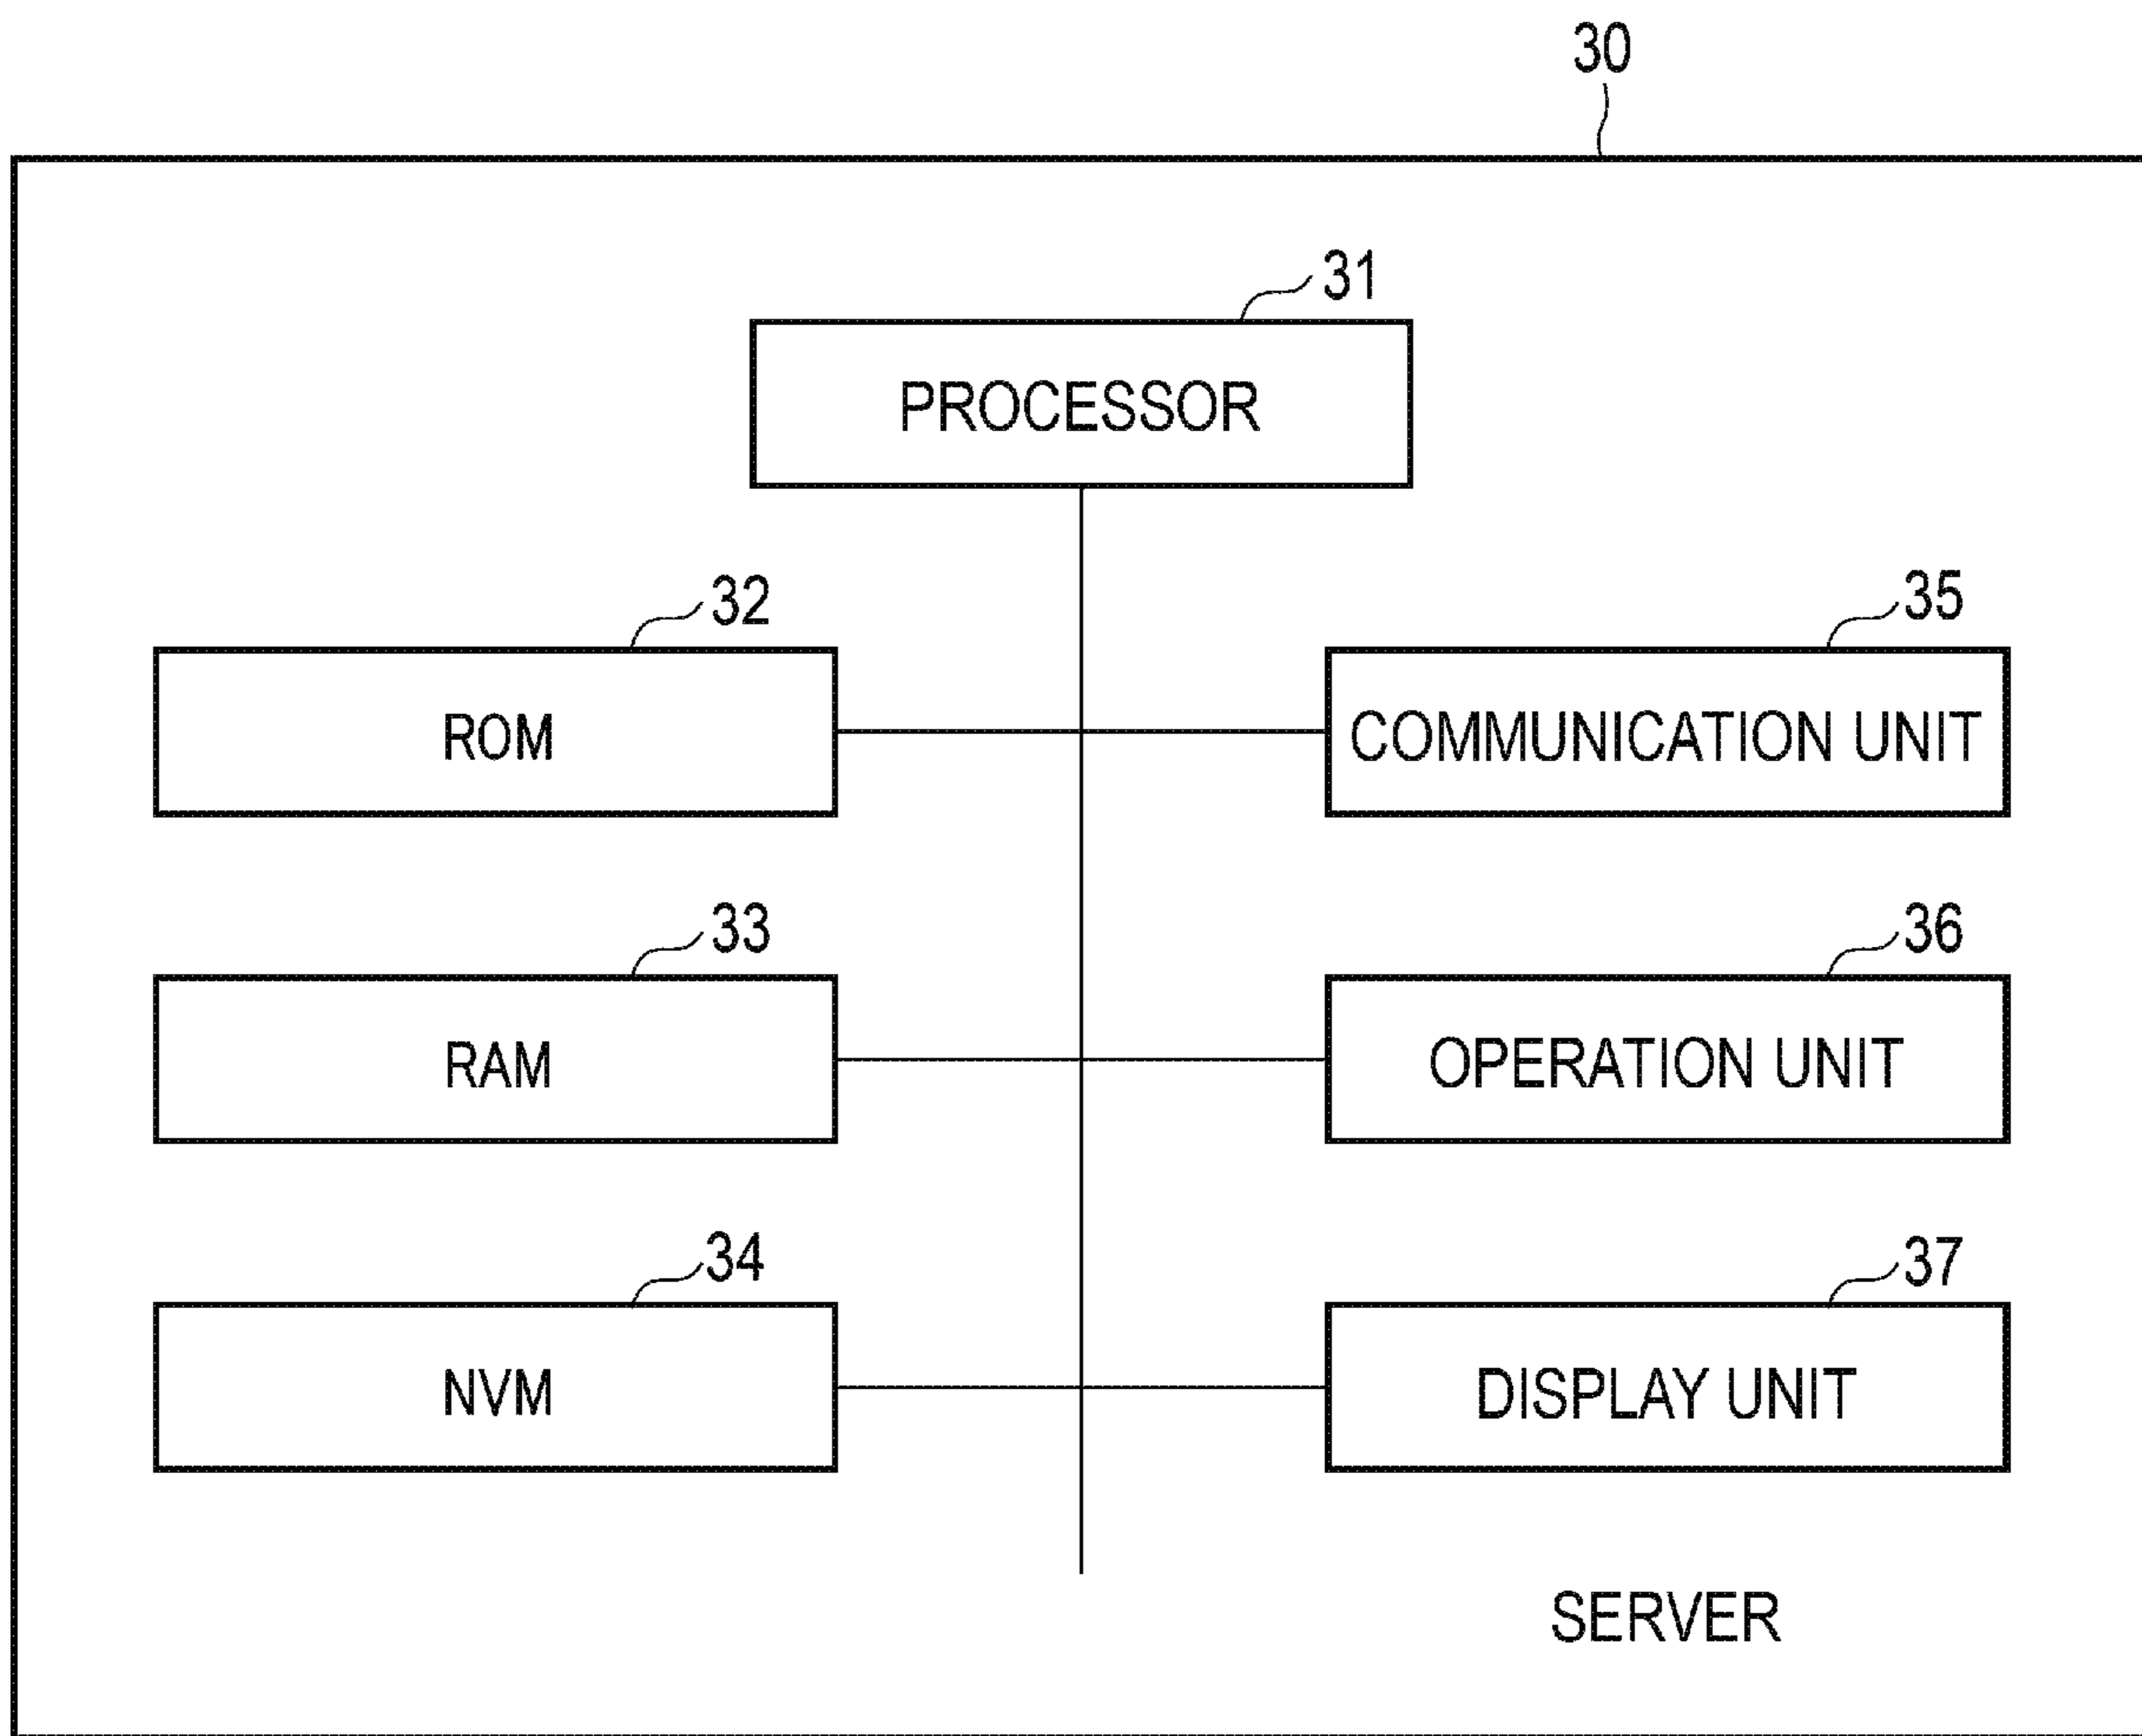 30
31
PROCESSOR
32
35
ROM
COMMUNICATION UNIT
33
36
RAM
OPERATION UNIT
34
37
NVM
DISPLAY UNIT
SERVER